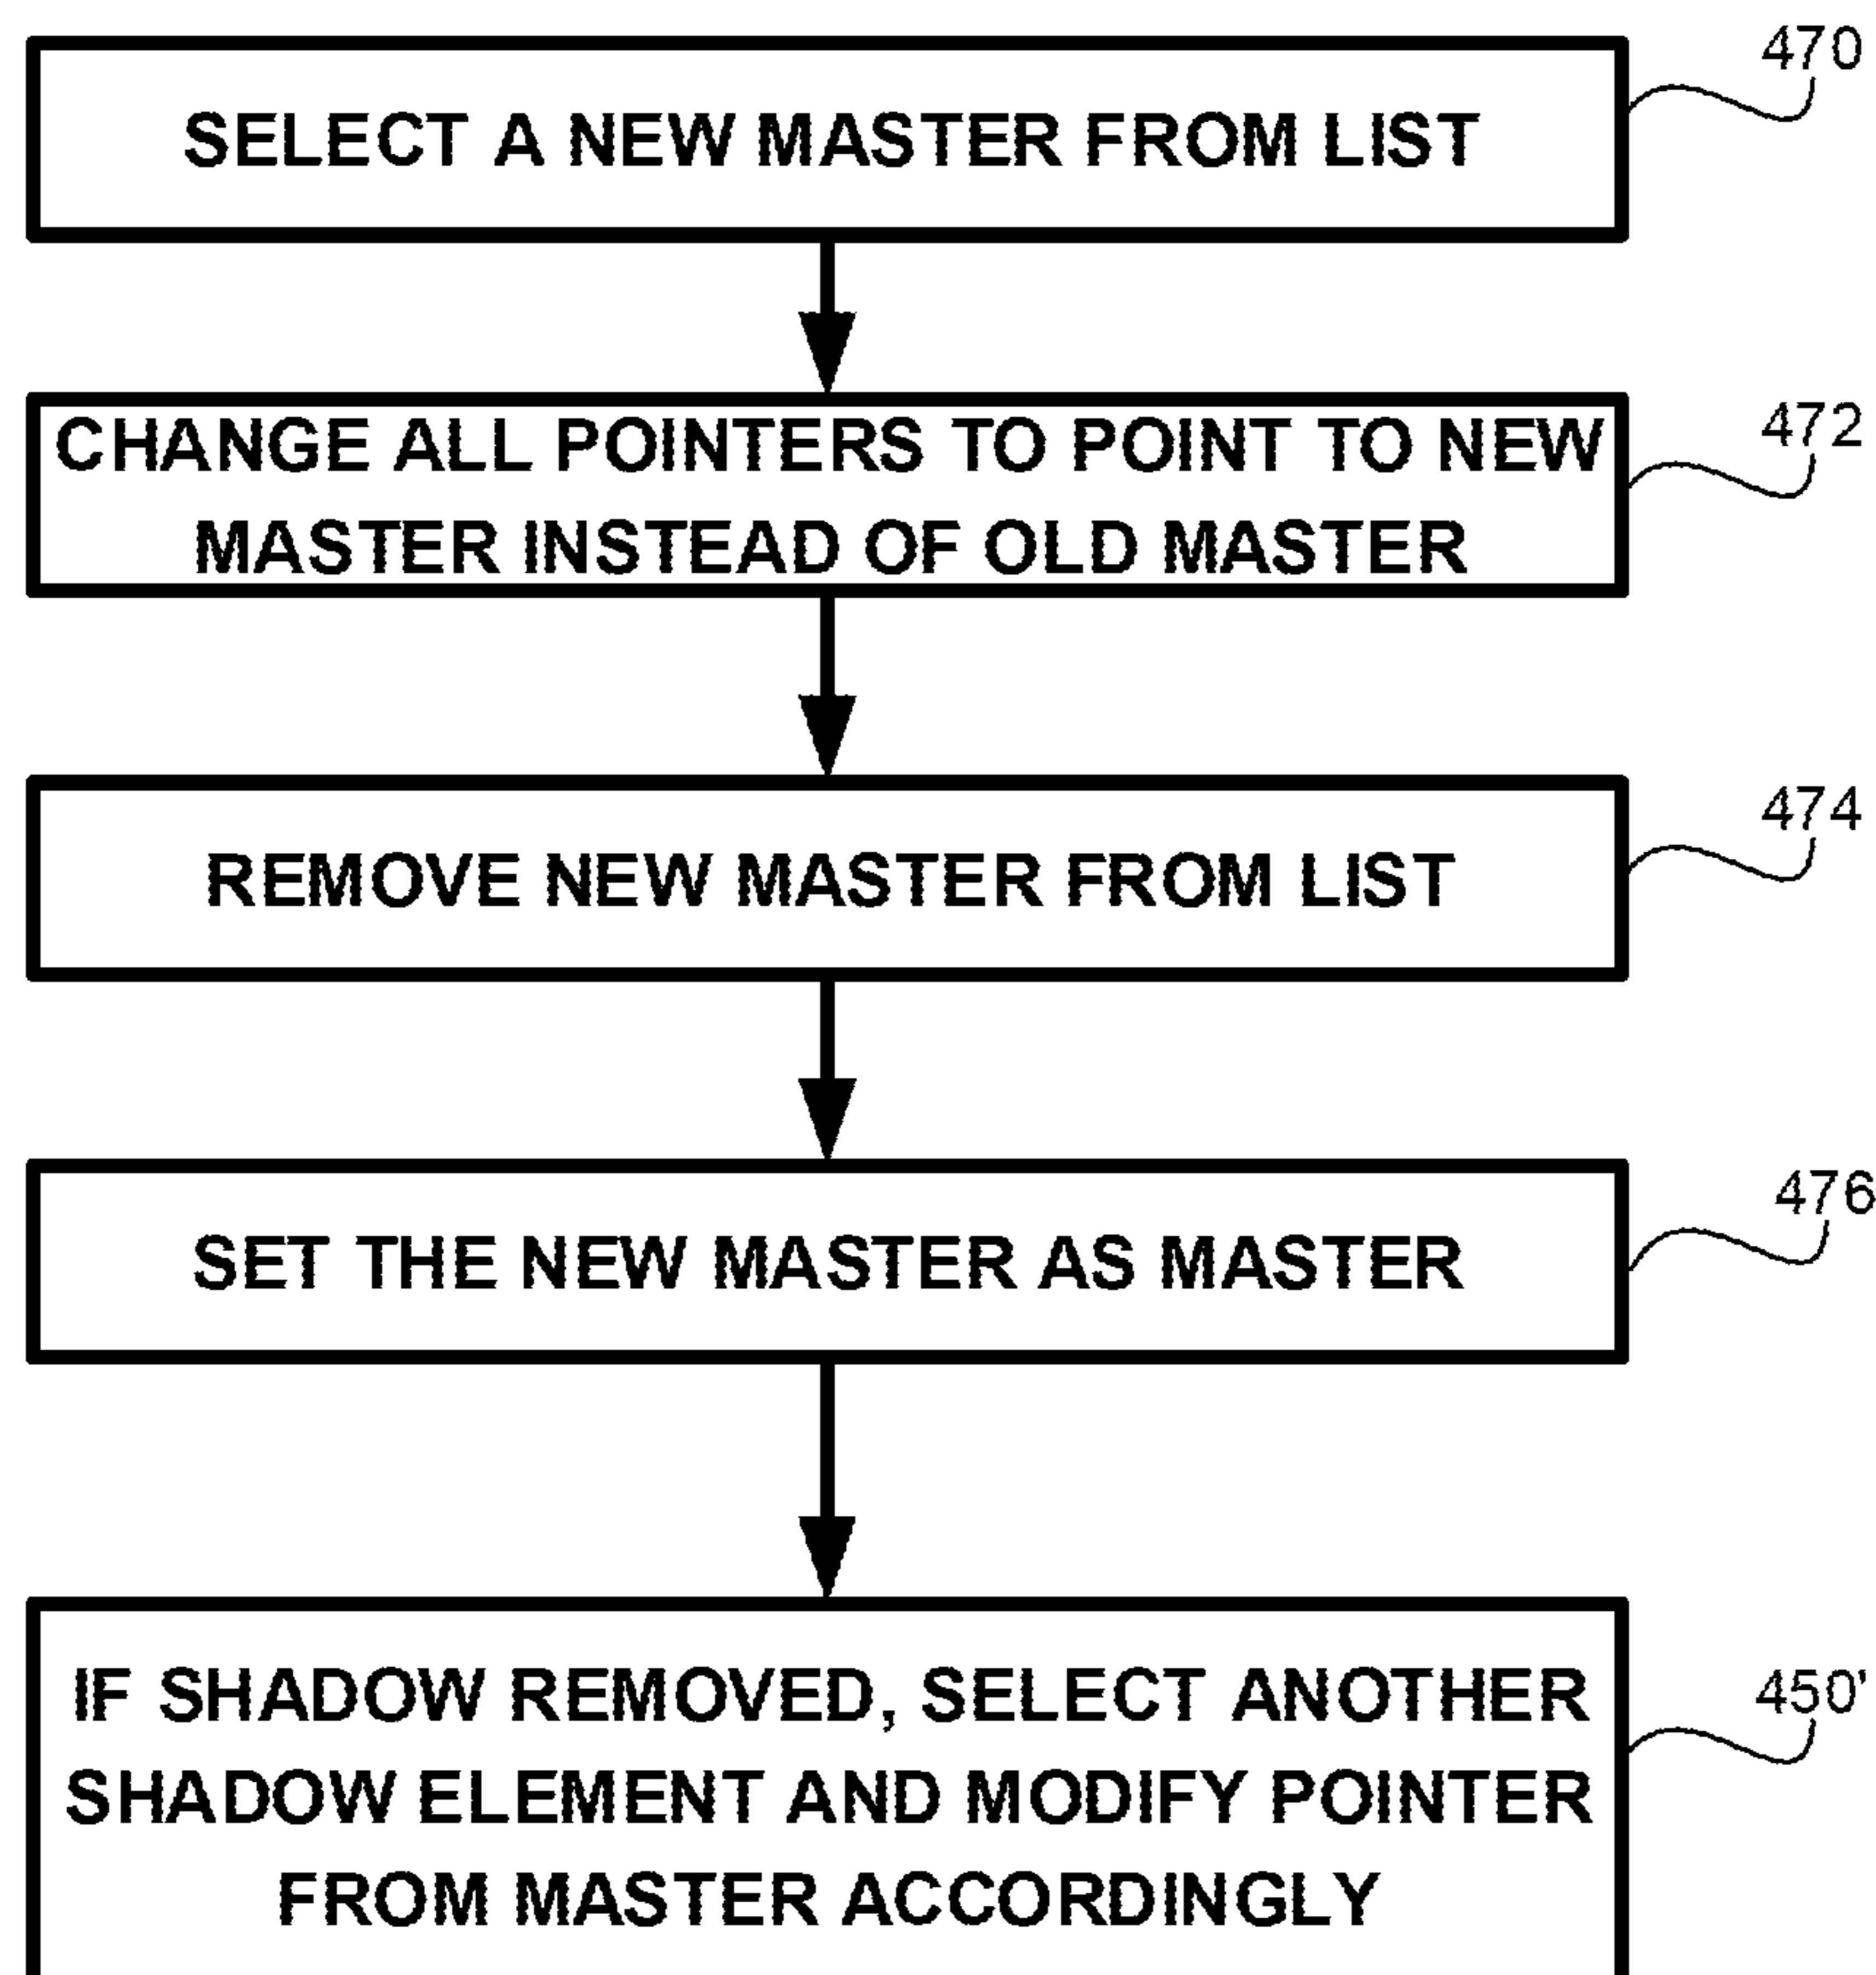 470
SELECT A NEW MASTER FROM LIST
472
CHANGE ALL POINTERS TO POINT TO NEW
MASTER INSTEAD OF OLD MASTER
474
REMOVE NEW MASTER FROM LIST
476
SET THE NEW MASTER AS MASTER
450'
IF SHADOW REMOVED, SELECT ANOTHER
SHADOW ELEMENT AND MODIFY POINTER
FROM MASTER ACCORDINGLY